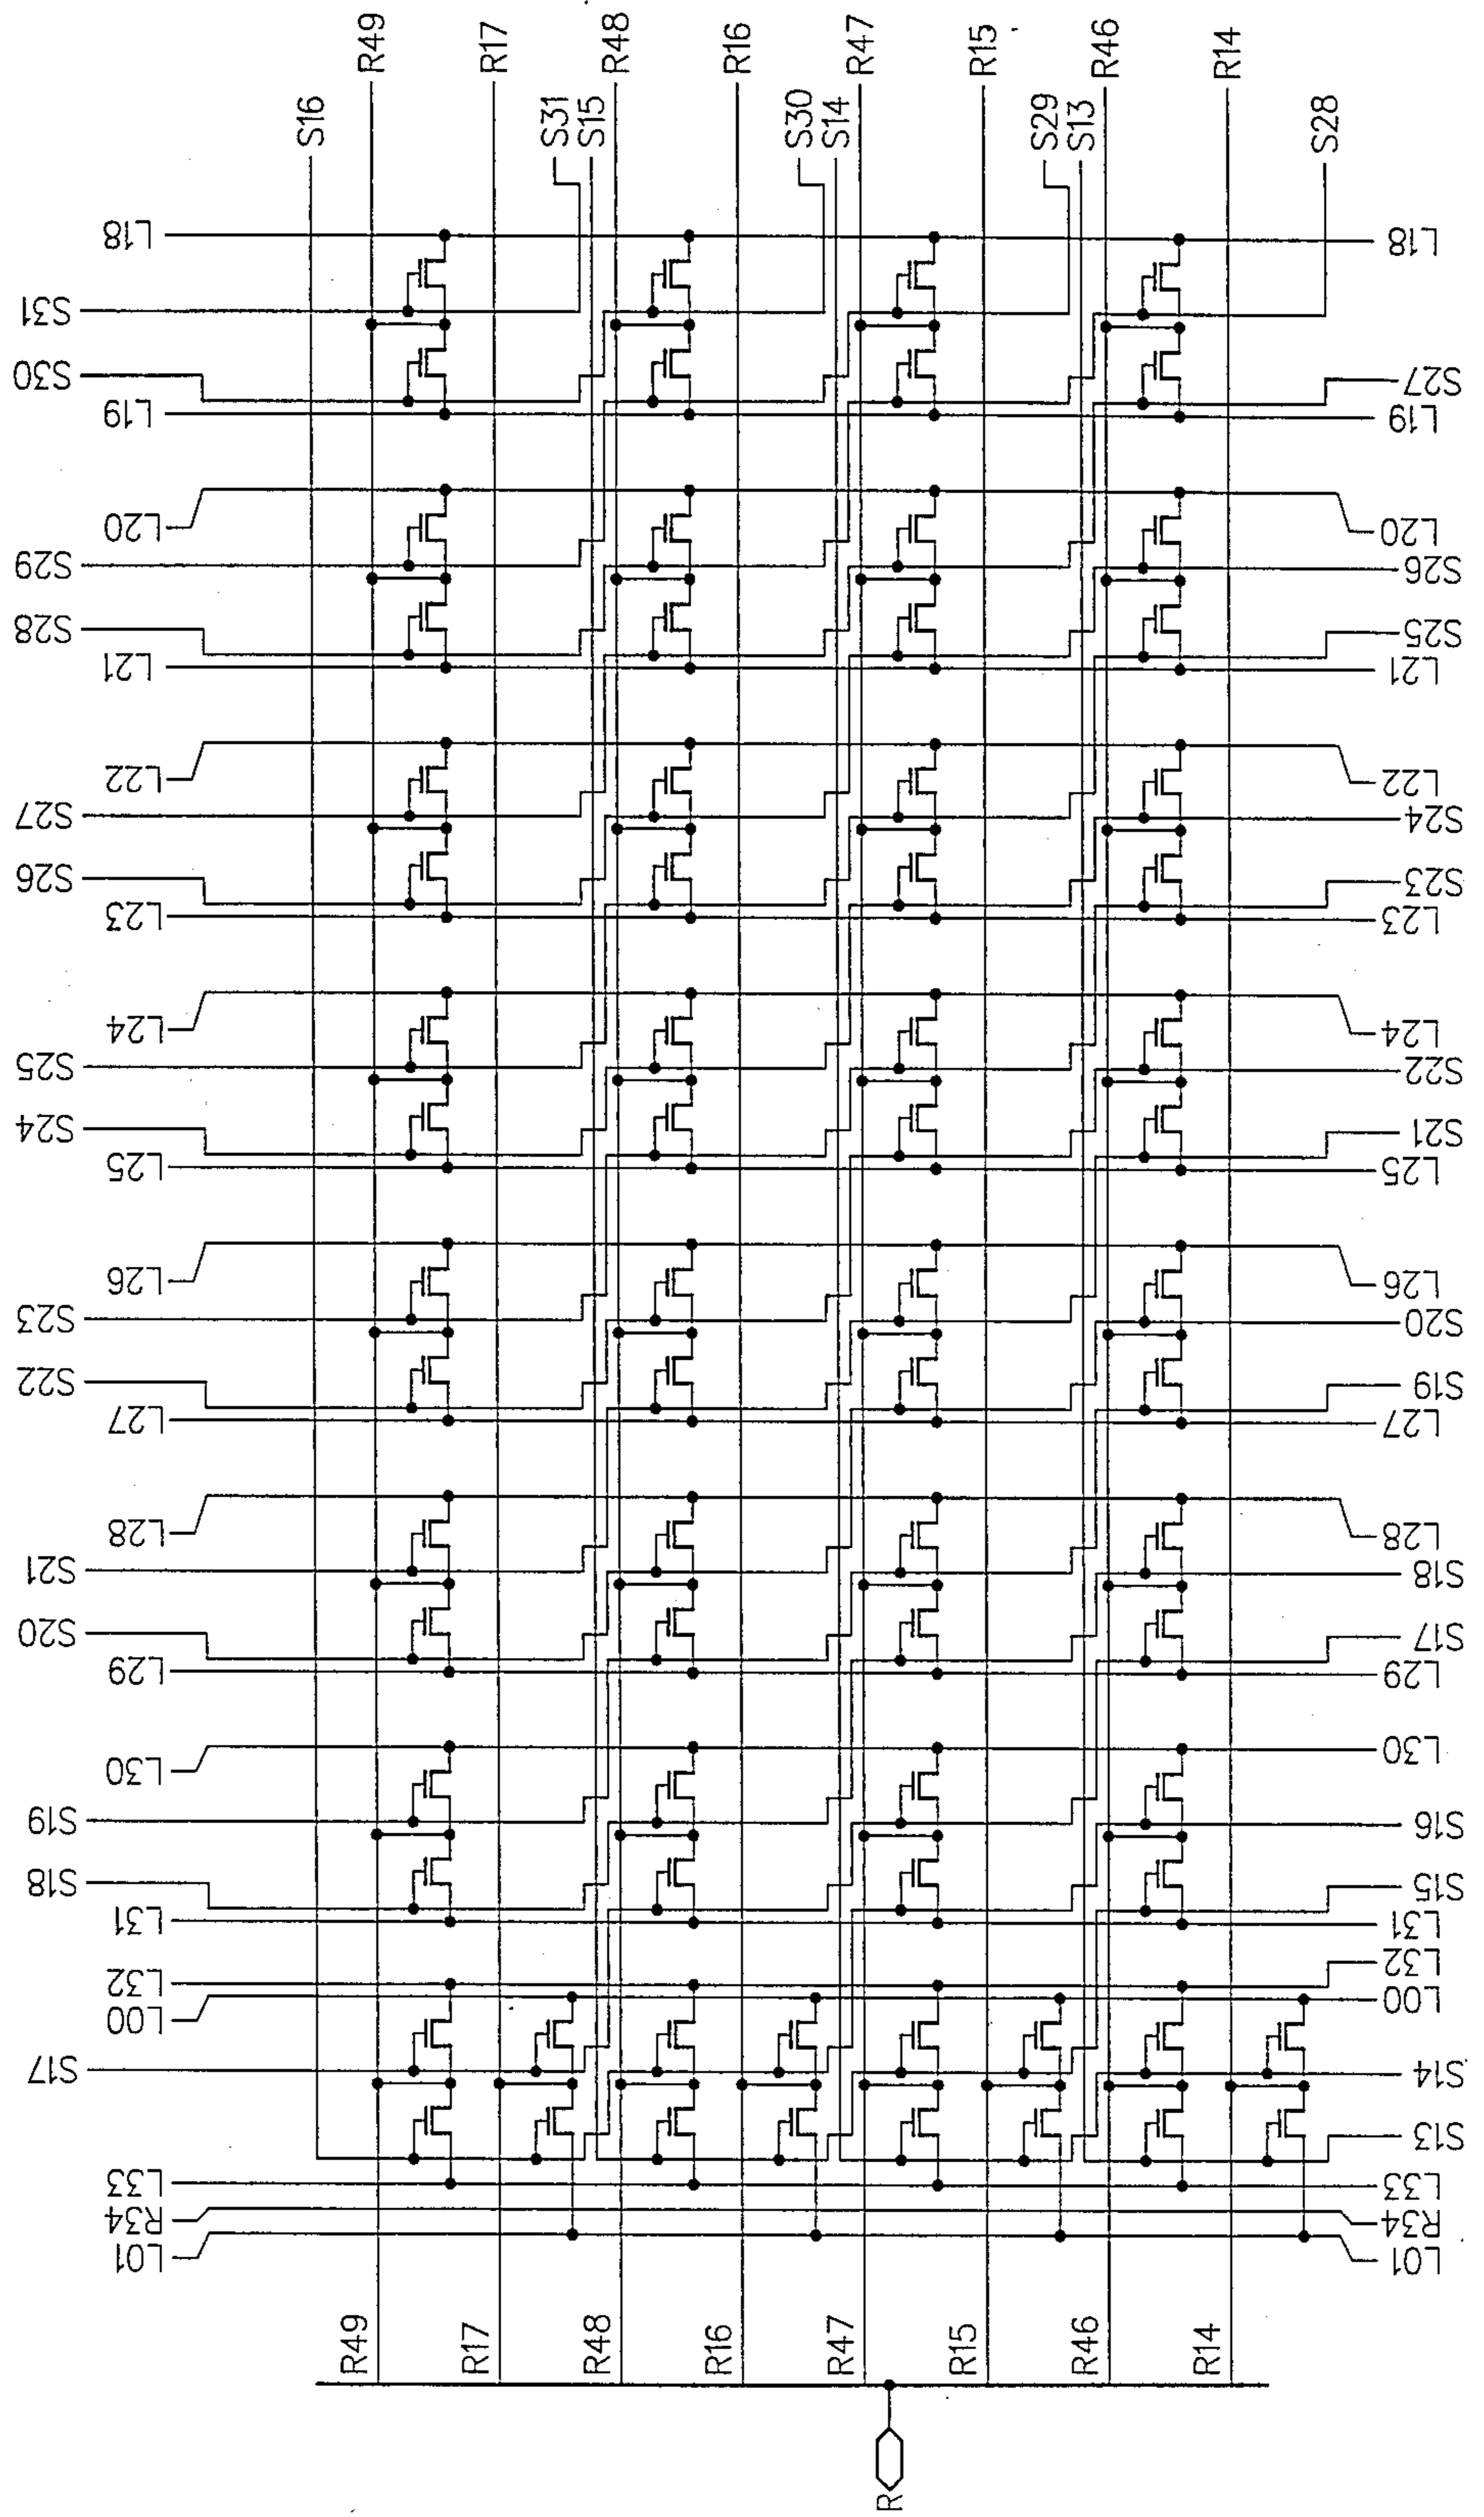 R49
R17
R48
R16
R47
R15
R46
R14
S16
S31
S15
S30
S14
S29
S13
S28
L18
S31
S30
L19
L20
S29
S28
L21
L22
S27
S26
L23
L24
S25
S24
L25
L26
S23
S22
L27
L28
S21
S20
L29
L30
S19
S18
L31
L32
L00
S17
L33
R34
L01
L18
S27
L19
L20
S26
S25
L21
L22
S24
S23
L23
L24
S22
S21
L25
L26
S20
S19
L27
L28
S18
S17
L29
L30
S16
S15
L31
L32
L00
S14
S13
L33
R34
L01
R49
R17
R48
R16
R47
R15
R46
R14
R